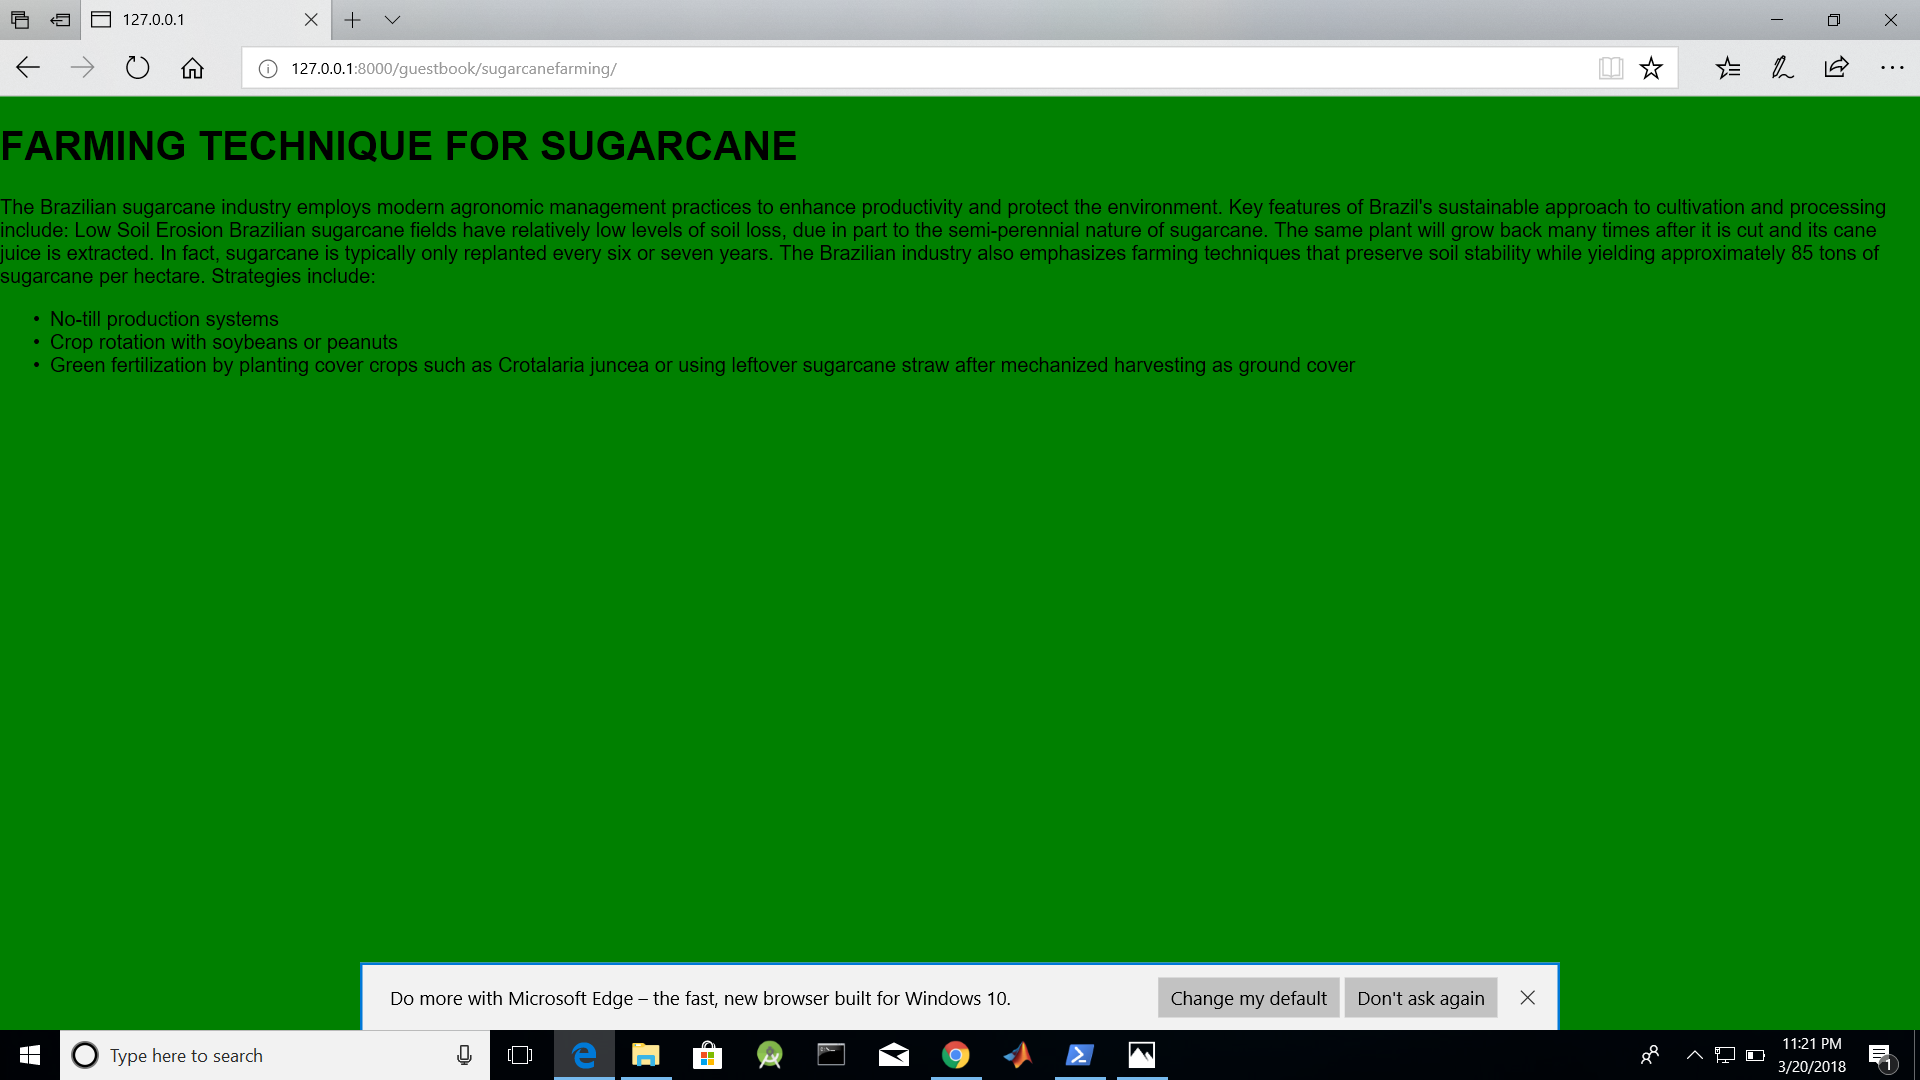 127.0.0.1
127.0.0.1:8000/guestbook/sugarcanefarming/
FARMING TECHNIQUE FOR SUGARCANE
The Brazilian sugarcane industry employs modern agronomic management practices to enhance productivity and protect the environment. Key features of Brazil's sustainable approach to cultivation and processing
include: Low Soil Erosion Brazilian sugarcane fields have relatively low levels of soil loss, due in part to the semi-perennial nature of sugarcane. The same plant will grow back many times after it is cut and its cane
juice is extracted. In fact, sugarcane is typically only replanted every six or seven years. The Brazilian industry also emphasizes farming techniques that preserve soil stability while yielding approximately 85 tons of
sugarcane per hectare. Strategies include:
• No-till production systems
• Crop rotation with soybeans or peanuts
• Green fertilization by planting cover crops such as Crotalaria juncea or using leftover sugarcane straw after mechanized harvesting as ground cover
Do more with Microsoft Edge – the fast, new browser built for Windows 10.
Change my default
Don't ask again
Type here to search
11:21 PM
3/20/2018
1